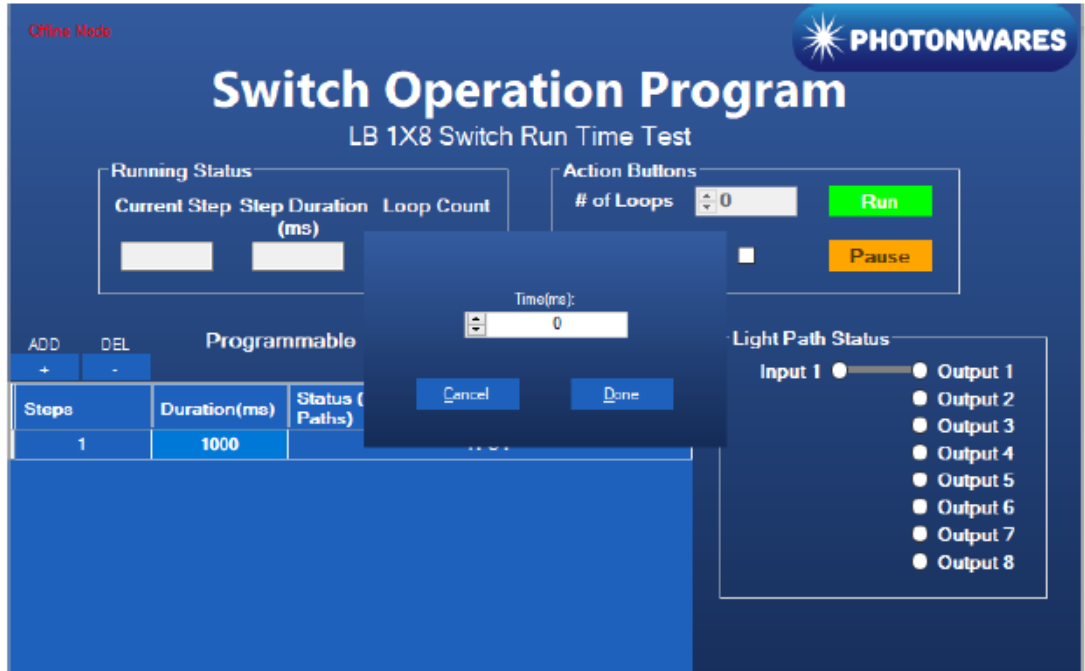 Offline Mode
PHOTONWARES
Switch Operation Program
LB 1X8 Switch Run Time Test
Running Status
Current Step Step Duration Loop Count
(ms)
Action Buttons
# of Loops 0 Run
Pause
Time(ms):
0
Cancel Done
ADD DEL Programmable
+ -
Steps Duration(ms) Status (
Paths)
1 1000
Light Path Status
Input 1 Output 1
Output 2
Output 3
Output 4
Output 5
Output 6
Output 7
Output 8